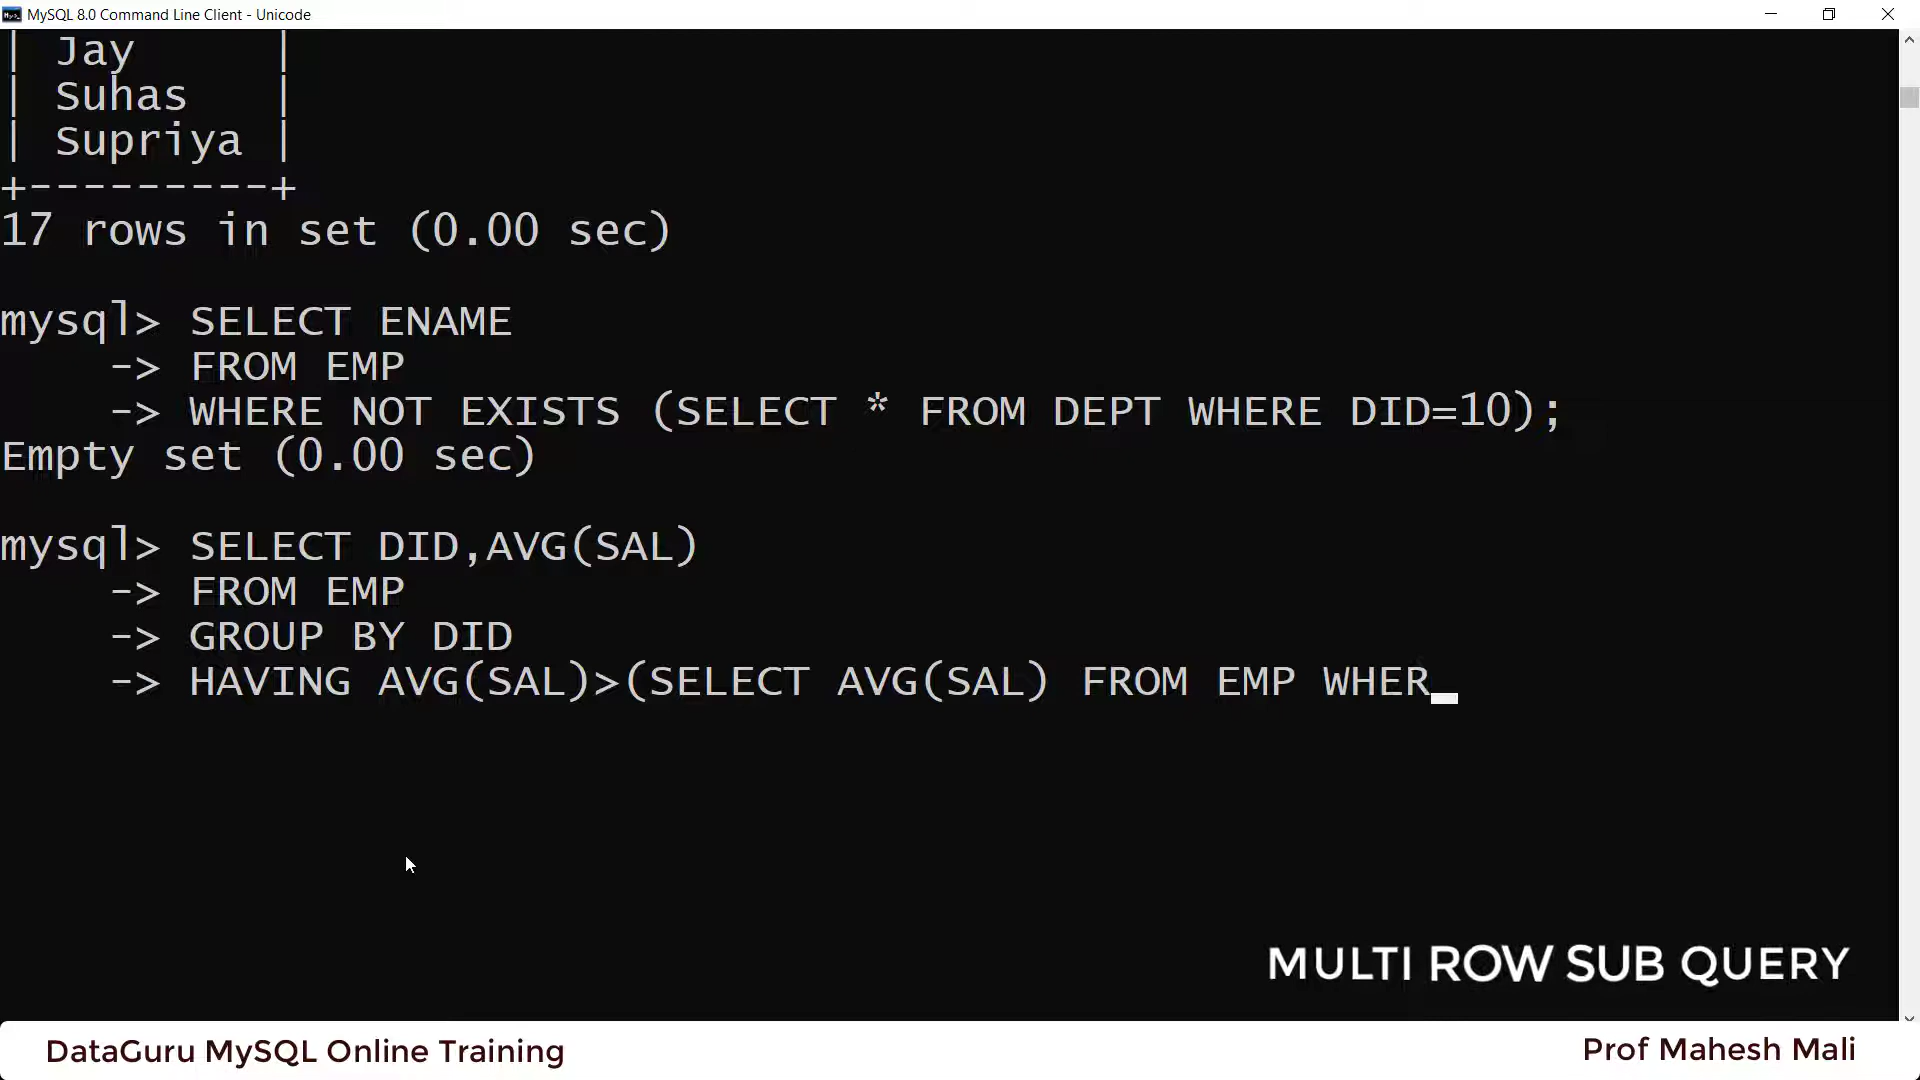 MySQL 8.0 Command Line Client - Unicode
| Jay     |
| Suhas   |
| Supriya |
+---------+
17 rows in set (0.00 sec)
mysql> SELECT ENAME
    -> FROM EMP
    -> WHERE NOT EXISTS (SELECT * FROM DEPT WHERE DID=10);
Empty set (0.00 sec)
mysql> SELECT DID,AVG(SAL)
    -> FROM EMP
    -> GROUP BY DID
    -> HAVING AVG(SAL)>(SELECT AVG(SAL) FROM EMP WHER
MULTI ROW SUB QUERY
DataGuru MySQL Online Training
Prof Mahesh Mali